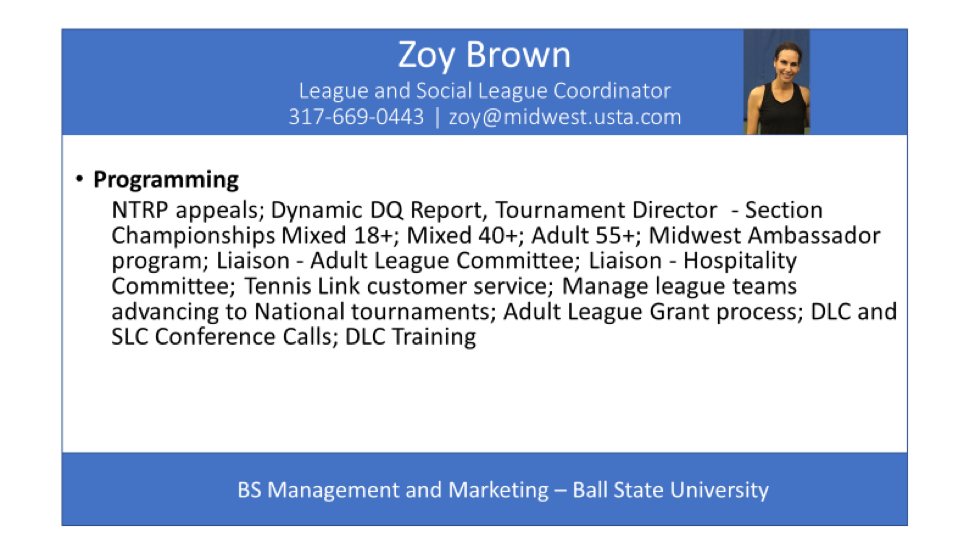 Zoy Brown
League and Social League Coordinator
317-669-0443 | zoy@midwest.usta.com
• Programming
NTRP appeals; Dynamic DQ Report, Tournament Director - Section
Championships Mixed 18+; Mixed 40+; Adult 55+; Midwest Ambassador
program; Liaison - Adult League Committee; Liaison - Hospitality
Committee; Tennis Link customer service; Manage league teams
advancing to National tournaments; Adult League Grant process; DLC and
SLC Conference Calls; DLC Training
BS Management and Marketing – Ball State University